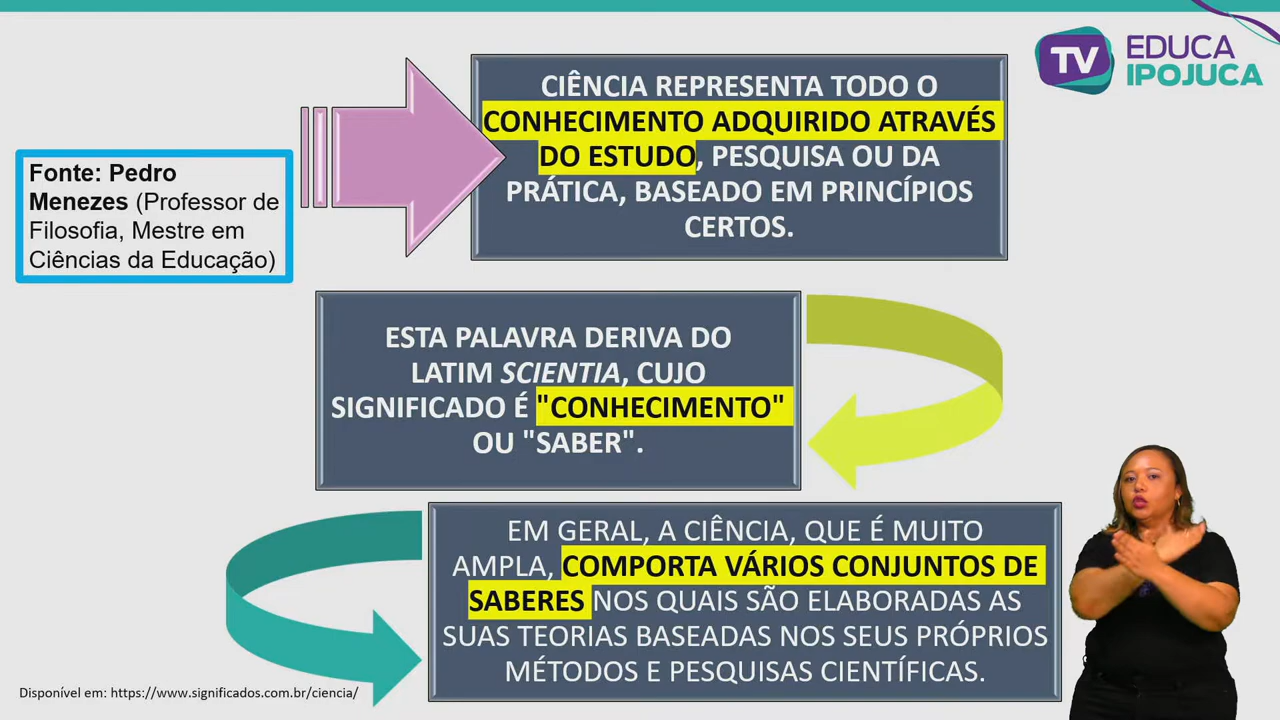 TV EDUCA
IPOJUCA
CIÊNCIA REPRESENTA TODO O
CONHECIMENTO ADQUIRIDO ATRAVÉS
DO ESTUDO, PESQUISA OU DA
PRÁTICA, BASEADO EM PRINCÍPIOS
CERTOS.
Fonte: Pedro
Menezes (Professor de
Filosofia, Mestre em
Ciências da Educação)
ESTA PALAVRA DERIVA DO
LATIM SCIENTIA, CUJO
SIGNIFICADO É "CONHECIMENTO"
OU "SABER".
EM GERAL, A CIÊNCIA, QUE É MUITO
AMPLA, COMPORTA VÁRIOS CONJUNTOS DE
SABERES NOS QUAIS SÃO ELABORADAS AS
SUAS TEORIAS BASEADAS NOS SEUS PRÓPRIOS
MÉTODOS E PESQUISAS CIENTÍFICAS.
Disponível em: https://www.significados.com.br/ciencia/